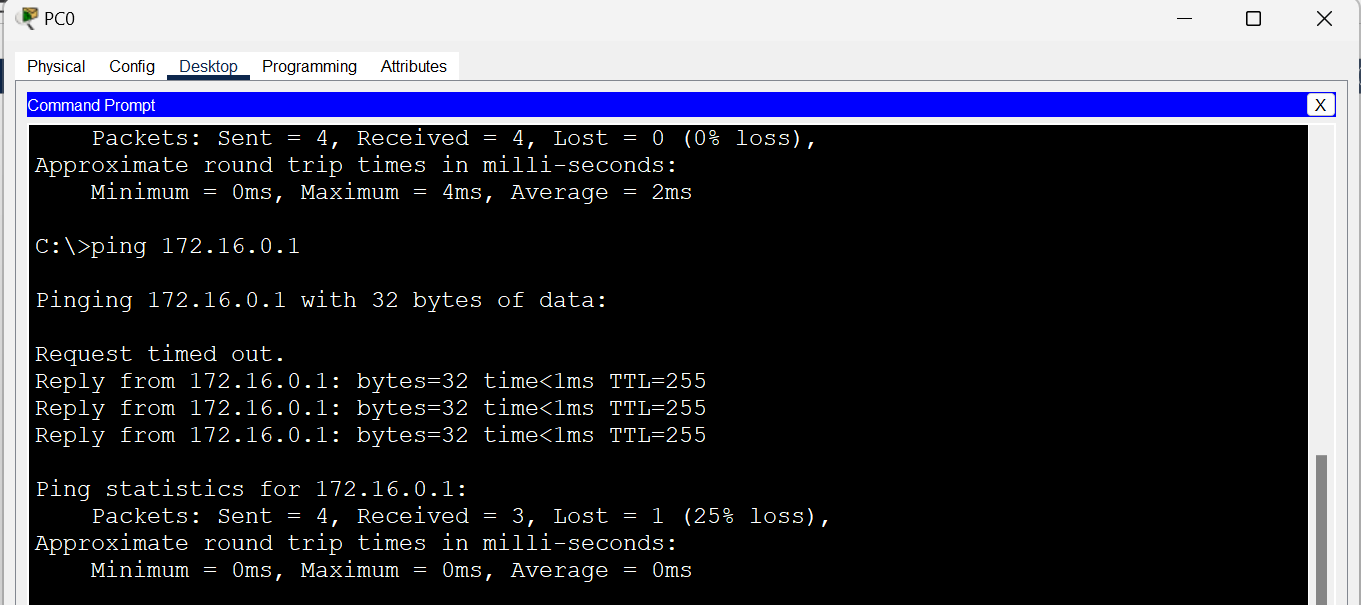 PC0
Physical Config Desktop Programming Attributes
Command Prompt X
Packets: Sent = 4, Received = 4, Lost = 0 (0% loss),
Approximate round trip times in milli-seconds:
Minimum = 0ms, Maximum = 4ms, Average = 2ms
C:\>ping 172.16.0.1
Pinging 172.16.0.1 with 32 bytes of data:
Request timed out.
Reply from 172.16.0.1: bytes=32 time<1ms TTL=255
Reply from 172.16.0.1: bytes=32 time<1ms TTL=255
Reply from 172.16.0.1: bytes=32 time<1ms TTL=255
Ping statistics for 172.16.0.1:
Packets: Sent = 4, Received = 3, Lost = 1 (25% loss),
Approximate round trip times in milli-seconds:
Minimum = 0ms, Maximum = 0ms, Average = 0ms